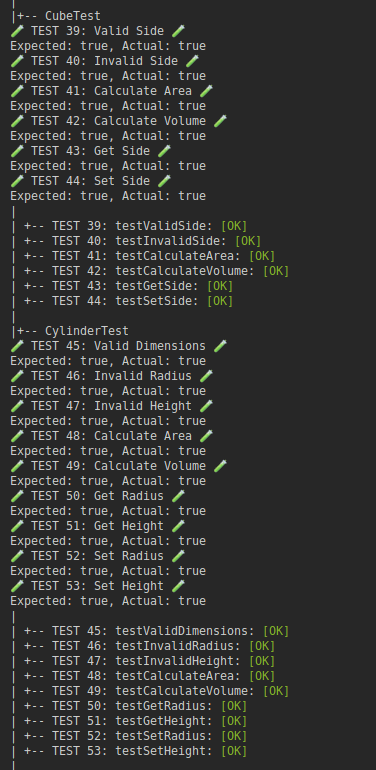 |
|+-- CubeTest
🧪 TEST 39: Valid Side 🧪
Expected: true, Actual: true
🧪 TEST 40: Invalid Side 🧪
Expected: true, Actual: true
🧪 TEST 41: Calculate Area 🧪
Expected: true, Actual: true
🧪 TEST 42: Calculate Volume 🧪
Expected: true, Actual: true
🧪 TEST 43: Get Side 🧪
Expected: true, Actual: true
🧪 TEST 44: Set Side 🧪
Expected: true, Actual: true
|
| +-- TEST 39: testValidSide: [OK]
| +-- TEST 40: testInvalidSide: [OK]
| +-- TEST 41: testCalculateArea: [OK]
| +-- TEST 42: testCalculateVolume: [OK]
| +-- TEST 43: testGetSide: [OK]
| +-- TEST 44: testSetSide: [OK]
|
|+-- CylinderTest
🧪 TEST 45: Valid Dimensions 🧪
Expected: true, Actual: true
🧪 TEST 46: Invalid Radius 🧪
Expected: true, Actual: true
🧪 TEST 47: Invalid Height 🧪
Expected: true, Actual: true
🧪 TEST 48: Calculate Area 🧪
Expected: true, Actual: true
🧪 TEST 49: Calculate Volume 🧪
Expected: true, Actual: true
🧪 TEST 50: Get Radius 🧪
Expected: true, Actual: true
🧪 TEST 51: Get Height 🧪
Expected: true, Actual: true
🧪 TEST 52: Set Radius 🧪
Expected: true, Actual: true
🧪 TEST 53: Set Height 🧪
Expected: true, Actual: true
|
| +-- TEST 45: testValidDimensions: [OK]
| +-- TEST 46: testInvalidRadius: [OK]
| +-- TEST 47: testInvalidHeight: [OK]
| +-- TEST 48: testCalculateArea: [OK]
| +-- TEST 49: testCalculateVolume: [OK]
| +-- TEST 50: testGetRadius: [OK]
| +-- TEST 51: testGetHeight: [OK]
| +-- TEST 52: testSetRadius: [OK]
| +-- TEST 53: testSetHeight: [OK]
|